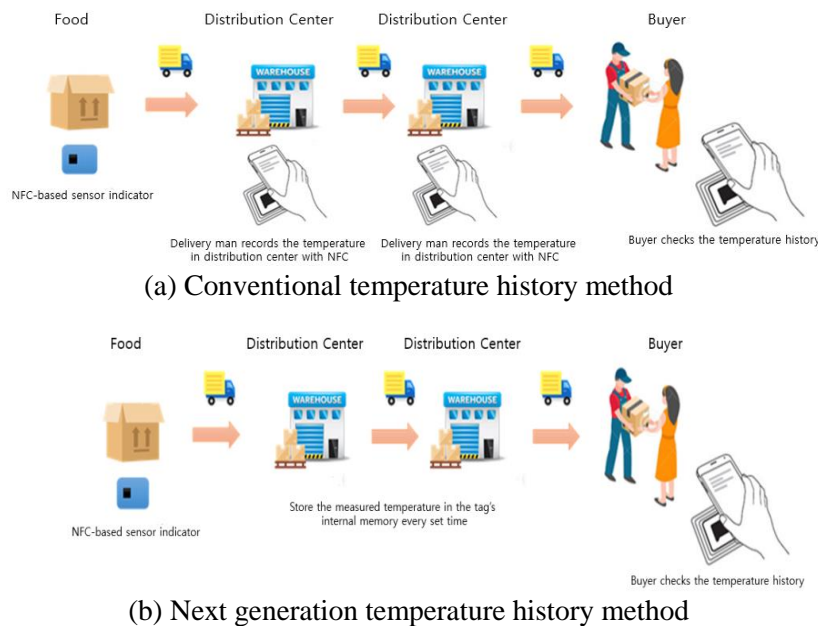 Food
Distribution Center
Distribution Center
Buyer
WAREHOUSE
WAREHOUSE
NFC-based sensor indicator
Delivery man records the temperature
in distribution center with NFC
Delivery man records the temperature
in distribution center with NFC
Buyer checks the temperature history
(a) Conventional temperature history method
Food
Distribution Center
Distribution Center
Buyer
WAREHOUSE
WAREHOUSE
NFC-based sensor indicator
Store the measured temperature in the tag's
internal memory every set time
Buyer checks the temperature history
(b) Next generation temperature history method